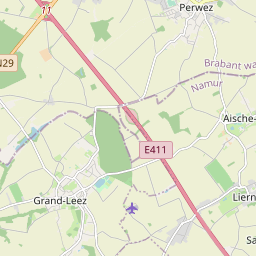 11
Perwez
N29
Brabant wa
Namur
Aische-
E411
Grand-Leez
Liern
Sa